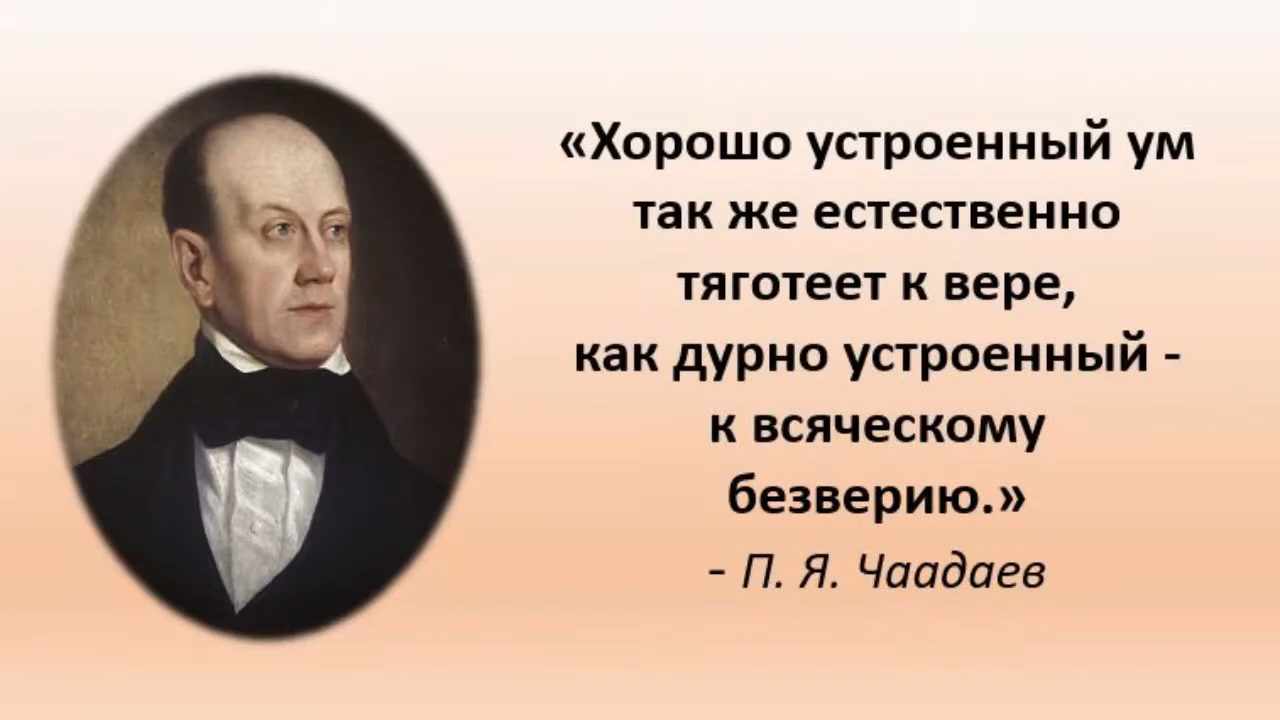 «Хорошо устроенный ум
так же естественно
тяготеет к вере,
как дурно устроенный -
к всяческому
безверию.»
- П. Я. Чаадаев